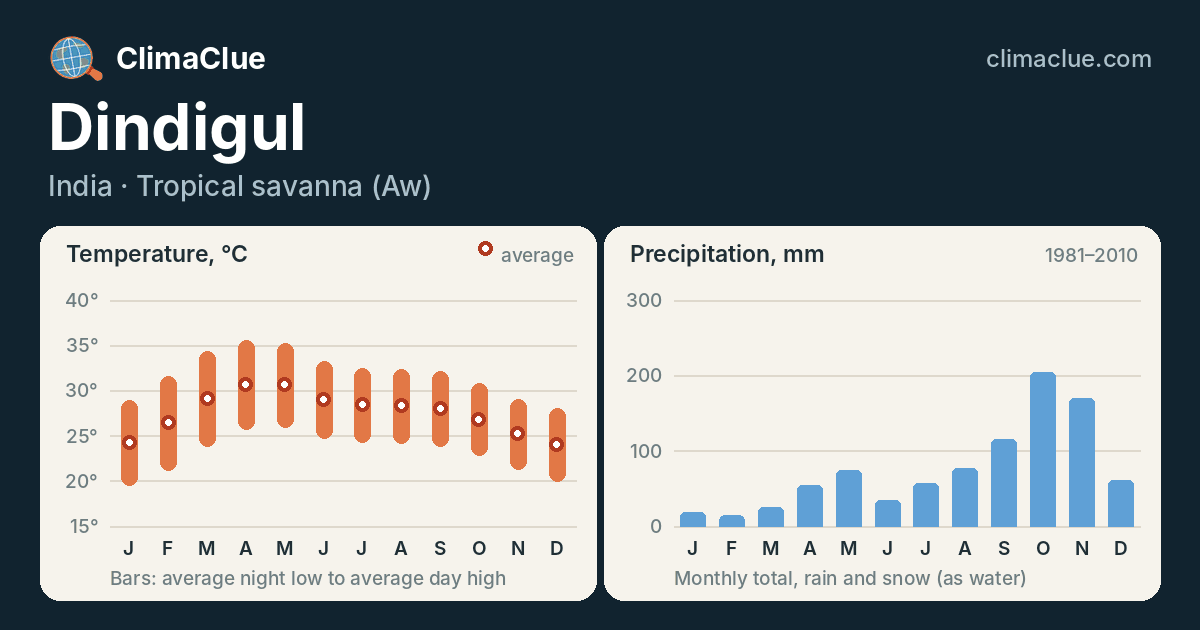 ClimaClue
climaclue.com
Dindigul
India · Tropical savanna (Aw)
Temperature, °C
average
40°
35°
30°
25°
20°
15°
J F M A M J J A S O N D
Bars: average night low to average day high
Precipitation, mm
1981–2010
300
200
100
0
J F M A M J J A S O N D
Monthly total, rain and snow (as water)